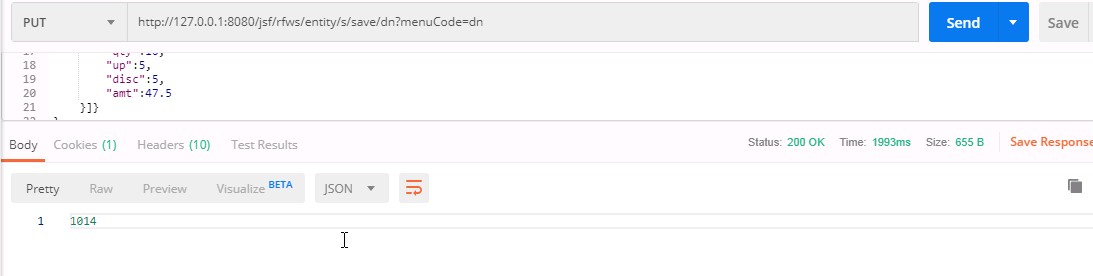 PUT http://127.0.0.1:8080/jsf/rfws/entity/s/save/dn?menuCode=dn Send Save
18 "up":5,
19 "disc":5,
20 "amt":47.5
21 }]}
Body Cookies (1) Headers (10) Test Results Status: 200 OK Time: 1993ms Size: 655 B Save Response
Pretty Raw Preview Visualize BETA JSON
1 1014